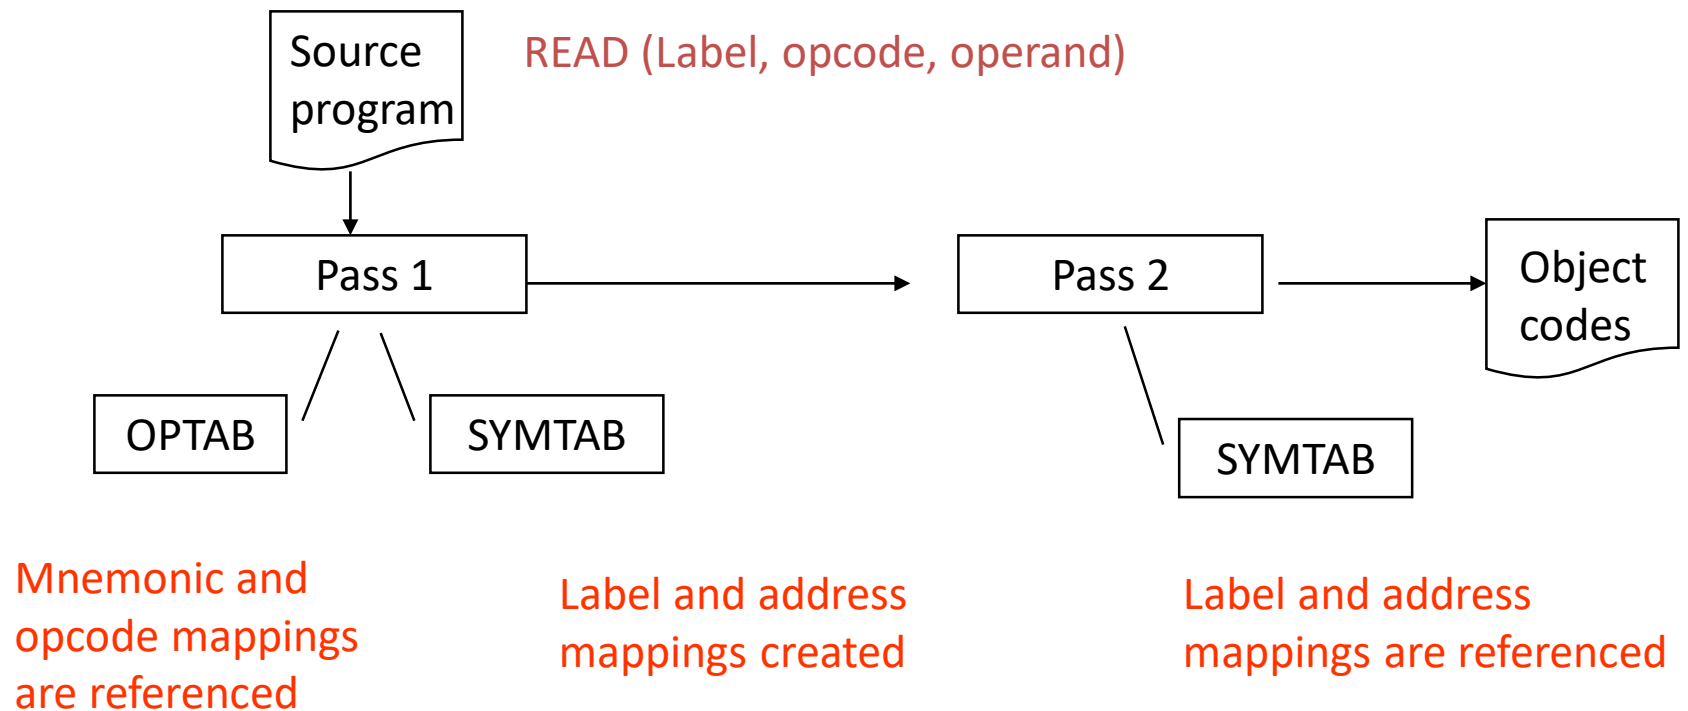 Source
program
READ (Label, opcode, operand)
Pass 1
Pass 2
Object
codes
OPTAB
SYMTAB
SYMTAB
Mnemonic and
opcode mappings
are referenced
Label and address
mappings created
Label and address
mappings are referenced